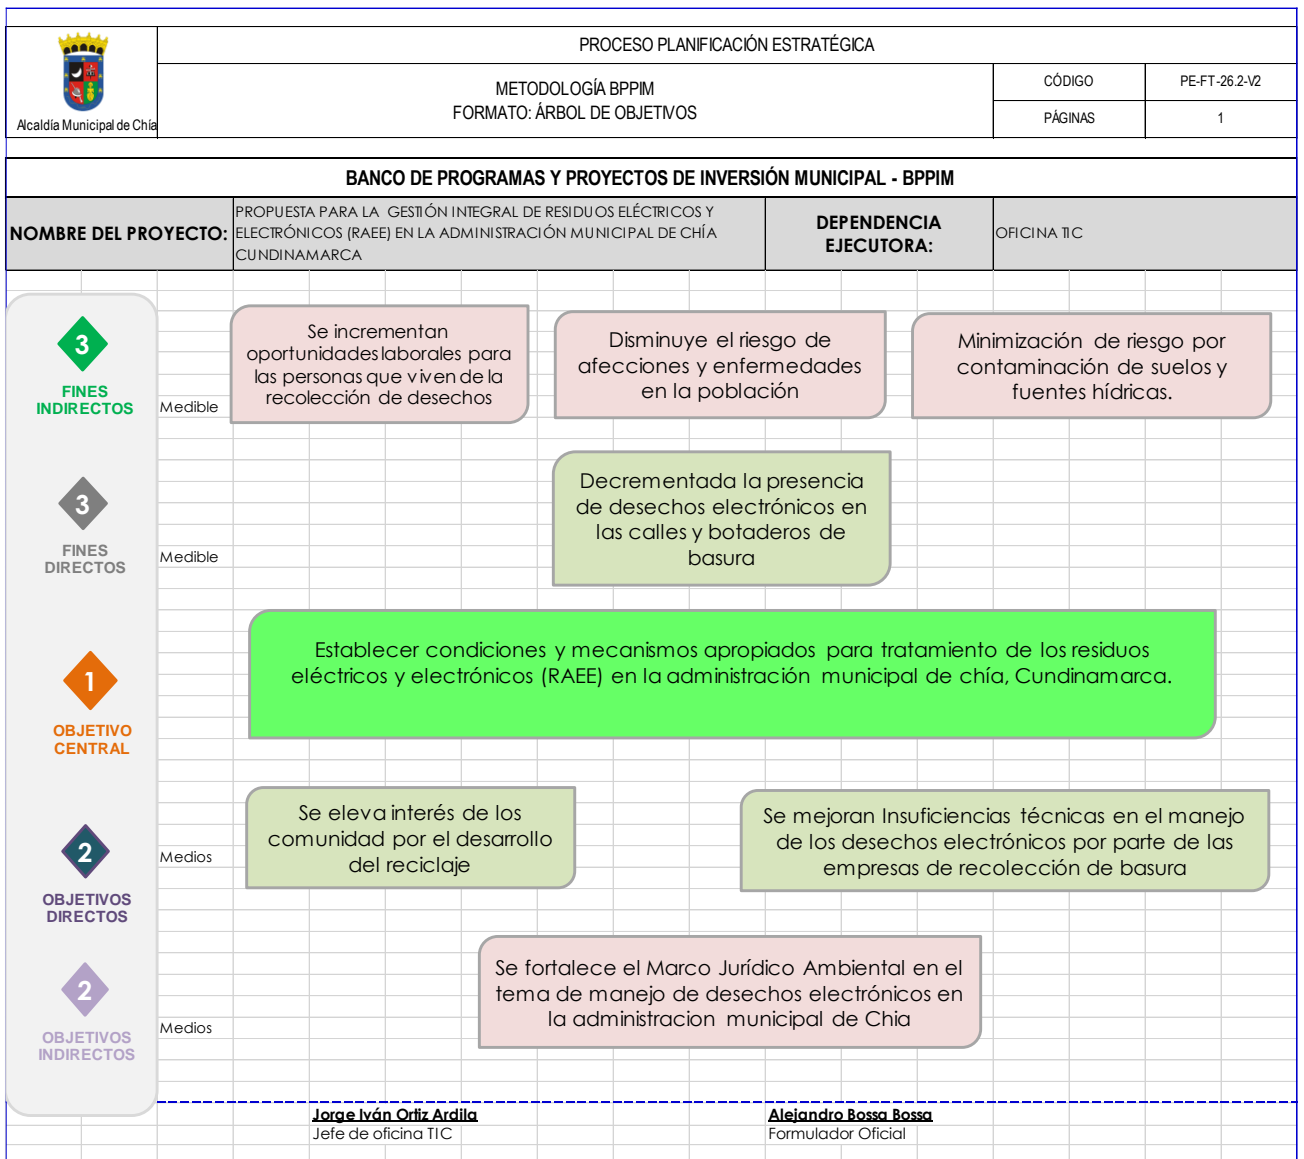 PROCESO PLANIFICACIÓN ESTRATÉGICA
METODOLOGÍA BPPIM
FORMATO: ÁRBOL DE OBJETIVOS
CÓDIGO
PE-FT-26.2-V2
PÁGINAS
1
Alcaldía Municipal de Chía
BANCO DE PROGRAMAS Y PROYECTOS DE INVERSIÓN MUNICIPAL - BPPIM
NOMBRE DEL PROYECTO:
PROPUESTA PARA LA GESTIÓN INTEGRAL DE RESIDUOS ELÉCTRICOS Y
ELECTRÓNICOS (RAEE) EN LA ADMINISTRACIÓN MUNICIPAL DE CHÍA
CUNDINAMARCA
DEPENDENCIA
EJECUTORA:
OFICINA TIC
3
FINES
INDIRECTOS
Medible
Se incrementan
oportunidades laborales para
las personas que viven de la
recolección de desechos
Disminuye el riesgo de
afecciones y enfermedades
en la población
Minimización de riesgo por
contaminación de suelos y
fuentes hídricas.
3
FINES
DIRECTOS
Medible
Decrementada la presencia
de desechos electrónicos en
las calles y botaderos de
basura
1
OBJETIVO
CENTRAL
Establecer condiciones y mecanismos apropiados para tratamiento de los residuos
eléctricos y electrónicos (RAEE) en la administración municipal de chía, Cundinamarca.
2
OBJETIVOS
DIRECTOS
Medios
Se eleva interés de los
comunidad por el desarrollo
del reciclaje
Se mejoran Insuficiencias técnicas en el manejo
de los desechos electrónicos por parte de las
empresas de recolección de basura
2
OBJETIVOS
INDIRECTOS
Medios
Se fortalece el Marco Jurídico Ambiental en el
tema de manejo de desechos electrónicos en
la administracion municipal de Chia
Jorge Iván Ortiz Ardila
Jefe de oficina TIC
Alejandro Bossa Bossa
Formulador Oficial